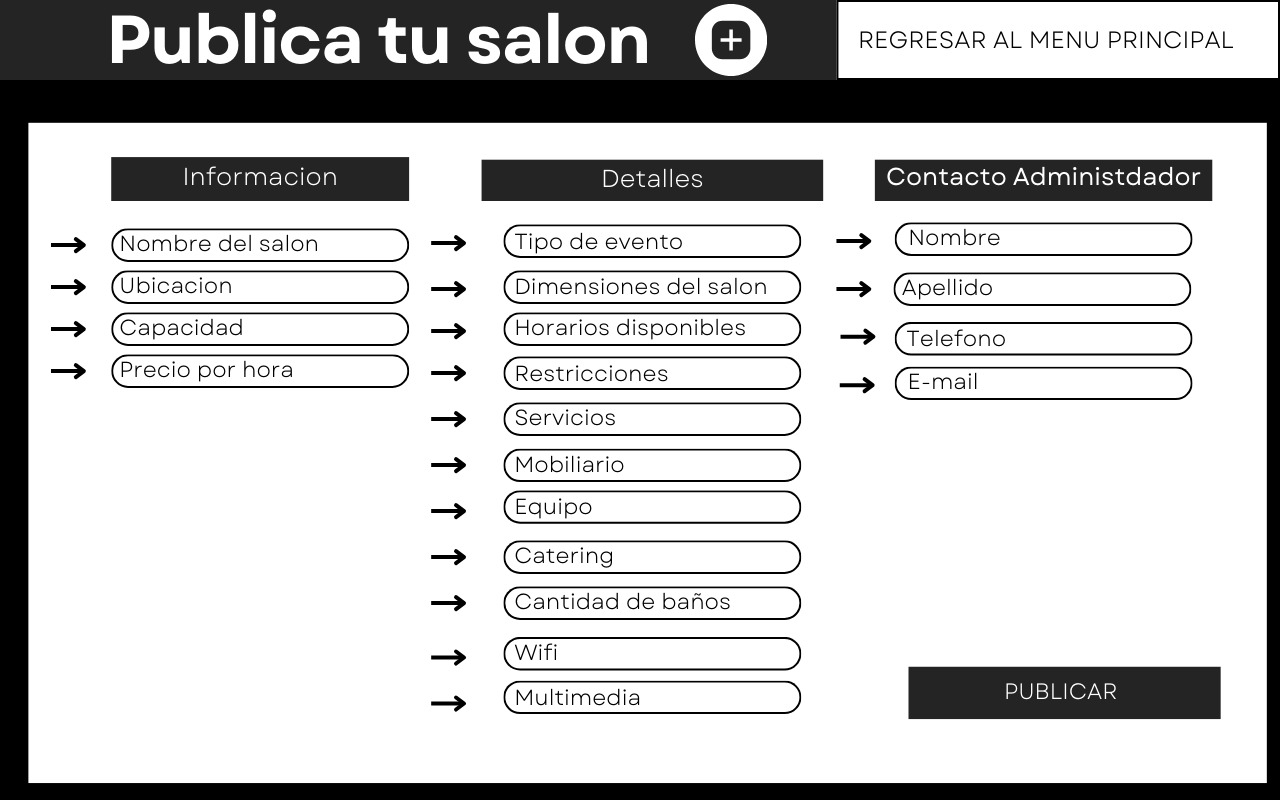 Publica tu salon
REGRESAR AL MENU PRINCIPAL
Informacion
Nombre del salon
Ubicacion
Capacidad
Precio por hora
Detalles
Tipo de evento
Dimensiones del salon
Horarios disponibles
Restricciones
Servicios
Mobiliario
Equipo
Catering
Cantidad de baños
Wifi
Multimedia
Contacto Administdador
Nombre
Apellido
Telefono
E-mail
PUBLICAR